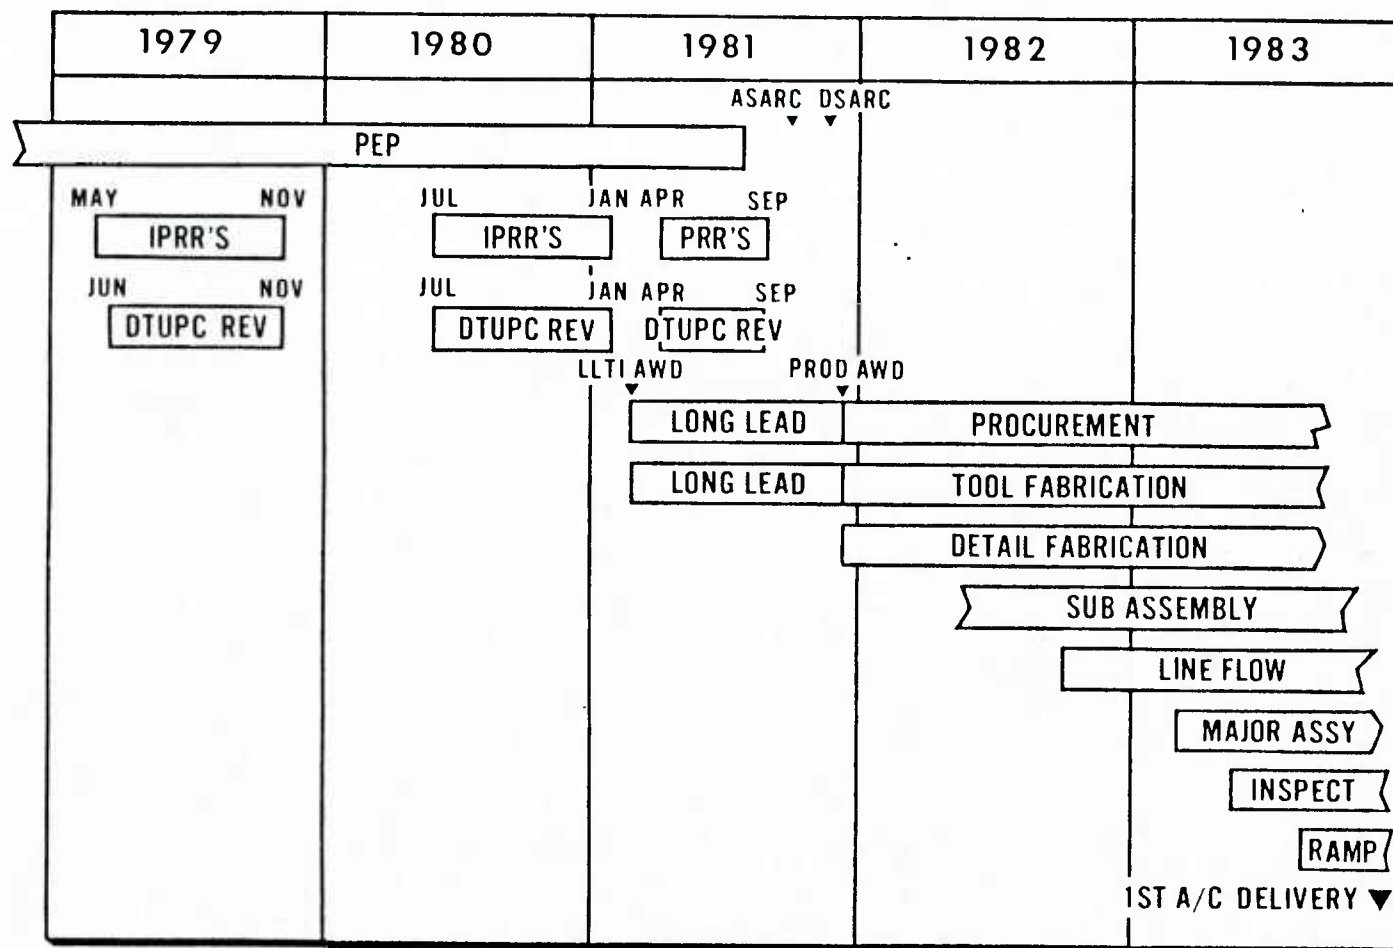 1979 1980 1981 1982 1983
ASARC DSARC
PEP
MAY NOV JUL JAN APR SEP
IPRR'S IPRR'S PRR'S
JUN NOV JUL JAN APR SEP
DTUPC REV DTUPC REV DTUPC REV
LLTI AWD PROD AWD
LONG LEAD PROCUREMENT
LONG LEAD TOOL FABRICATION
DETAIL FABRICATION
SUB ASSEMBLY
LINE FLOW
MAJOR ASSY
INSPECT
RAMP
1ST A/C DELIVERY